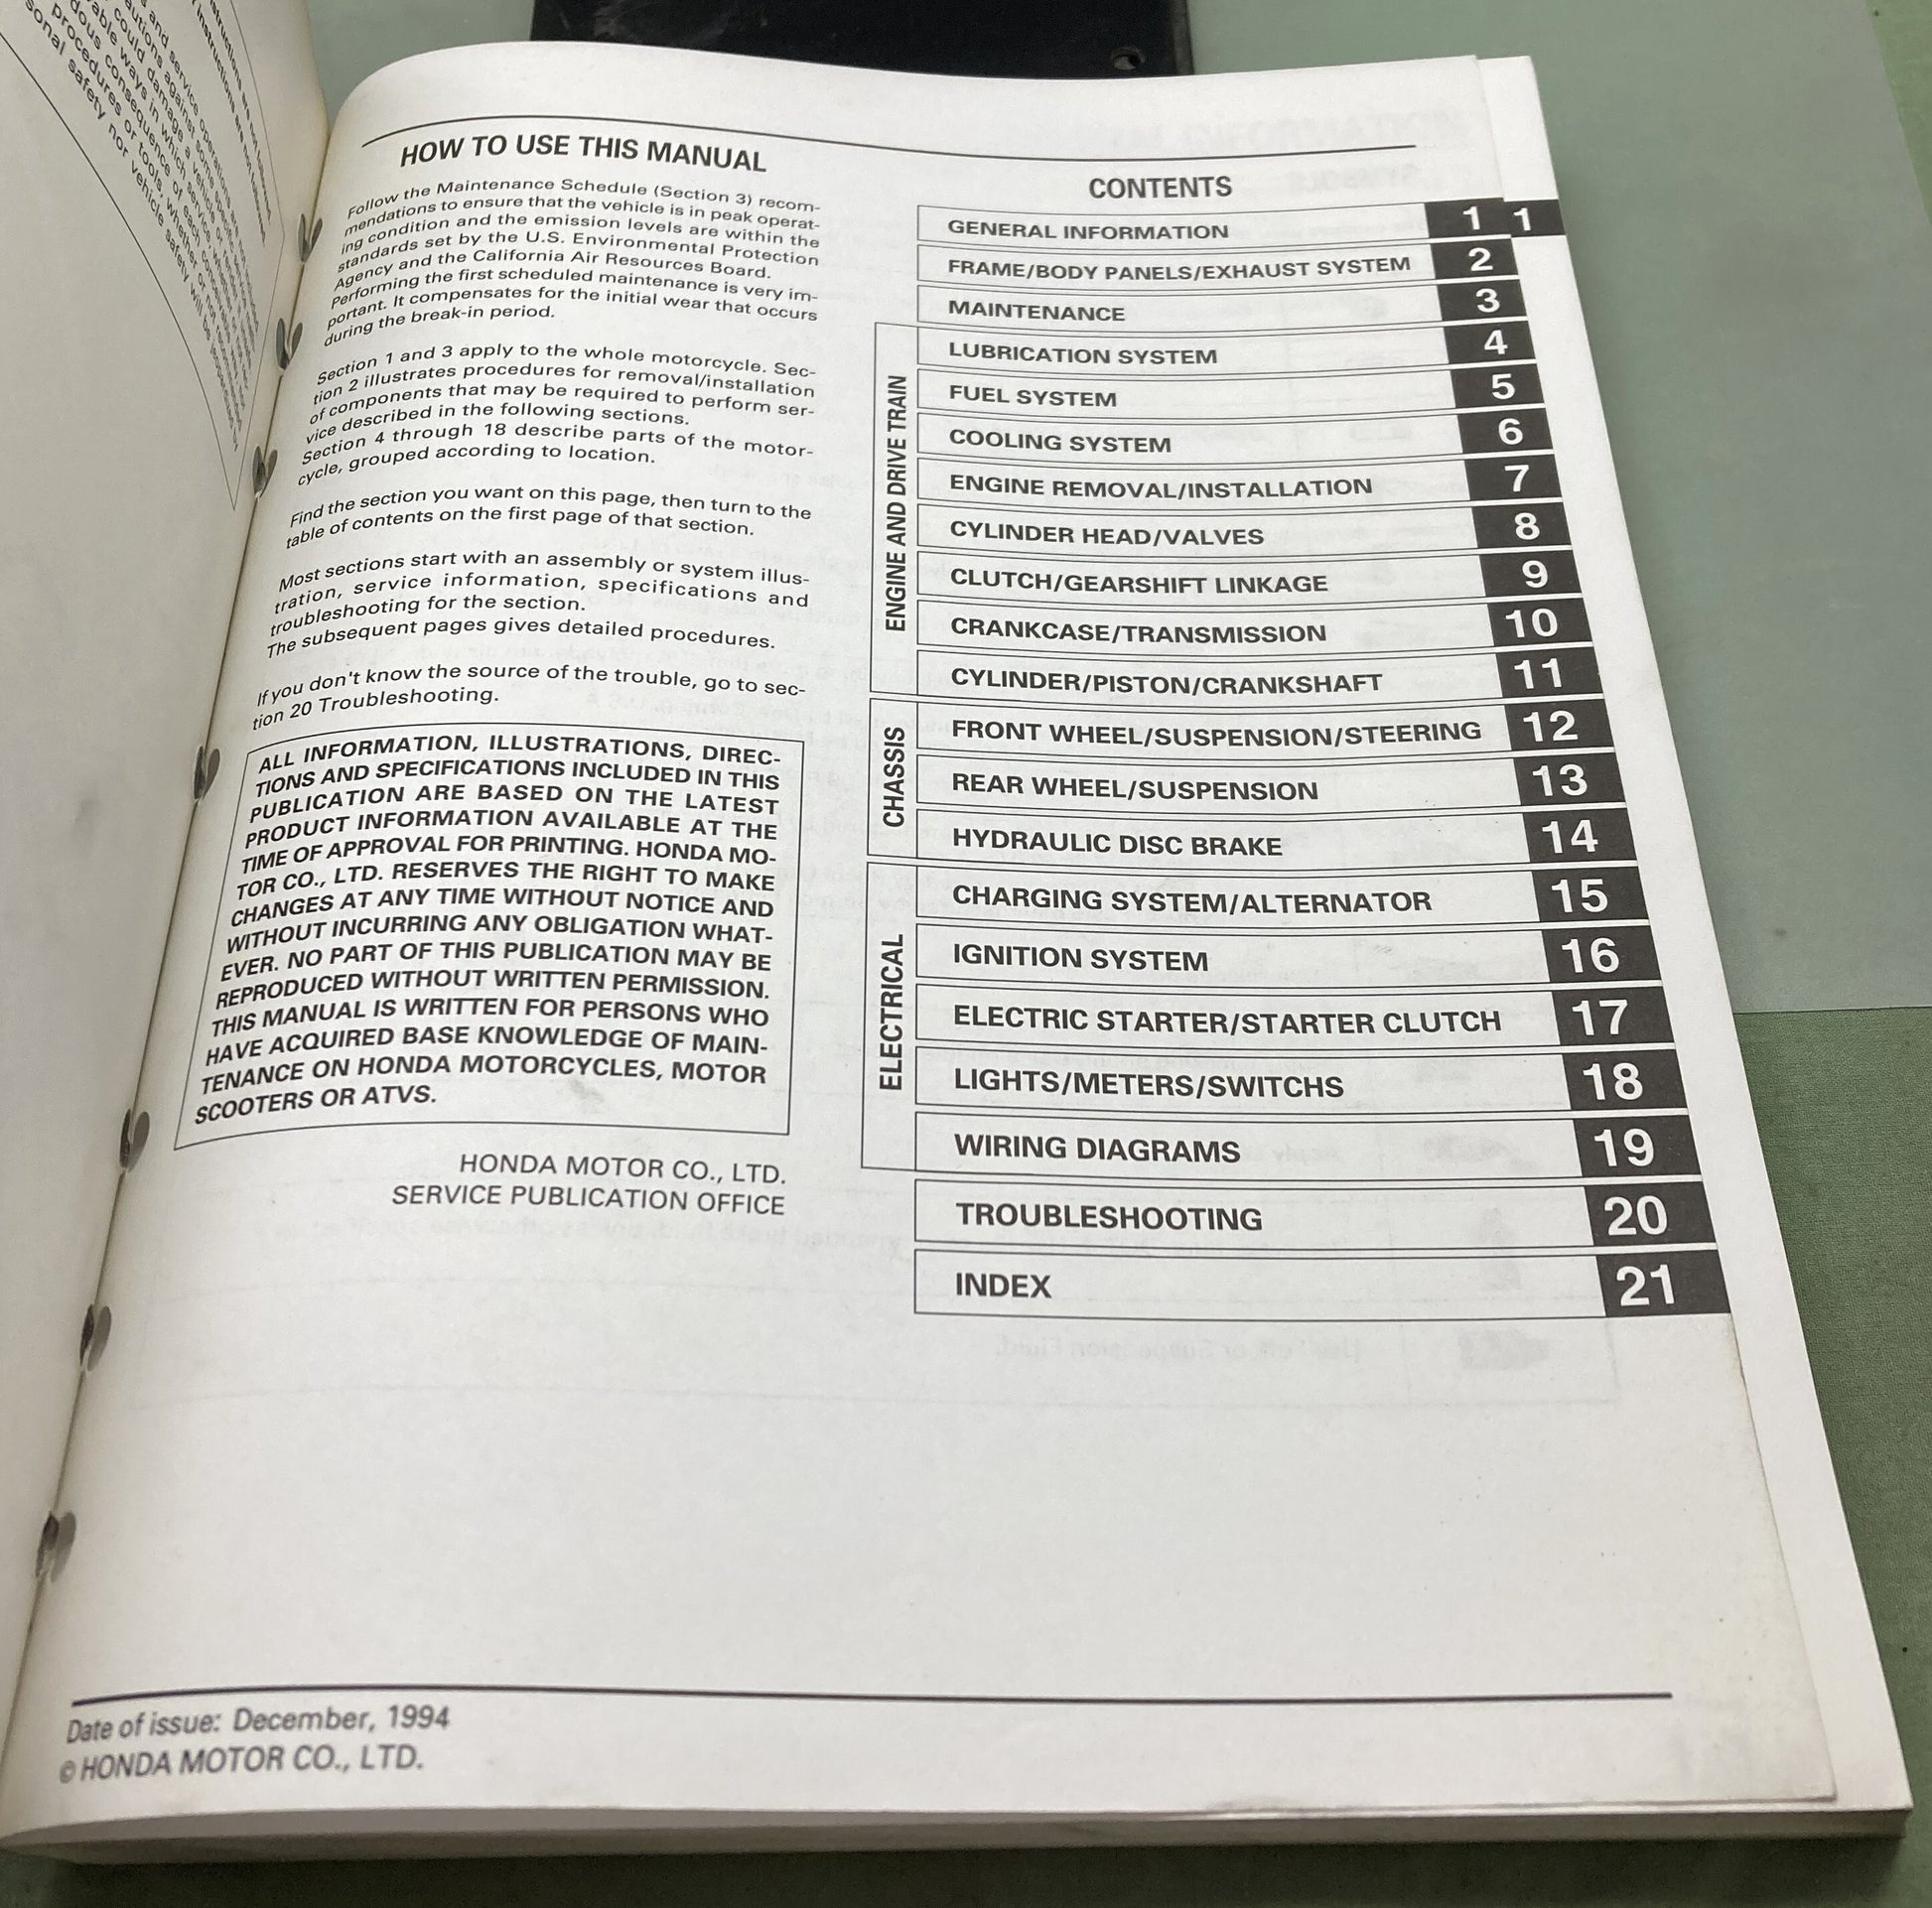 HOW TO USE THIS MANUAL
Follow the Maintenance Schedule (Section 3) recom-
mendations to ensure that the vehicle is in peak operat-
ing condition and the emission levels are within the
standards set by the U.S. Environmental Protection
Agency and the California Air Resources Board.
Performing the first scheduled maintenance is very im-
portant. It compensates for the initial wear that occurs
during the break-in period.
Section 1 and 3 apply to the whole motorcycle. Sec-
tion 2 illustrates procedures for removal/installation
of components that may be required to perform ser-
vice described in the following sections.
Section 4 through 18 describe parts of the motor-
cycle, grouped according to location.
Find the section you want on this page, then turn to the
table of contents on the first page of that section.
Most sections start with an assembly or system illus-
tration, service information, specifications and
troubleshooting for the section.
The subsequent pages gives detailed procedures.
If you don't know the source of the trouble, go to sec-
tion 20 Troubleshooting.
ALL INFORMATION, ILLUSTRATIONS, DIREC-
TIONS AND SPECIFICATIONS INCLUDED IN THIS
PUBLICATION ARE BASED ON THE LATEST
PRODUCT INFORMATION AVAILABLE AT THE
TIME OF APPROVAL FOR PRINTING. HONDA MO-
TOR CO., LTD. RESERVES THE RIGHT TO MAKE
CHANGES AT ANY TIME WITHOUT NOTICE AND
WITHOUT INCURRING ANY OBLIGATION WHAT-
EVER. NO PART OF THIS PUBLICATION MAY BE
REPRODUCED WITHOUT WRITTEN PERMISSION.
THIS MANUAL IS WRITTEN FOR PERSONS WHO
HAVE ACQUIRED BASE KNOWLEDGE OF MAIN-
TENANCE ON HONDA MOTORCYCLES, MOTOR
SCOOTERS OR ATVS.
HONDA MOTOR CO., LTD.
SERVICE PUBLICATION OFFICE
CONTENTS
GENERAL INFORMATION 1 1
FRAME/BODY PANELS/EXHAUST SYSTEM 2
MAINTENANCE 3
ENGINE AND DRIVE TRAIN
LUBRICATION SYSTEM 4
FUEL SYSTEM 5
COOLING SYSTEM 6
ENGINE REMOVAL/INSTALLATION 7
CYLINDER HEAD/VALVES 8
CLUTCH/GEARSHIFT LINKAGE 9
CRANKCASE/TRANSMISSION 10
CYLINDER/PISTON/CRANKSHAFT 11
CHASSIS
FRONT WHEEL/SUSPENSION/STEERING 12
REAR WHEEL/SUSPENSION 13
HYDRAULIC DISC BRAKE 14
ELECTRICAL
CHARGING SYSTEM/ALTERNATOR 15
IGNITION SYSTEM 16
ELECTRIC STARTER/STARTER CLUTCH 17
LIGHTS/METERS/SWITCHS 18
WIRING DIAGRAMS 19
TROUBLESHOOTING 20
INDEX 21
Date of issue: December, 1994
© HONDA MOTOR CO., LTD.